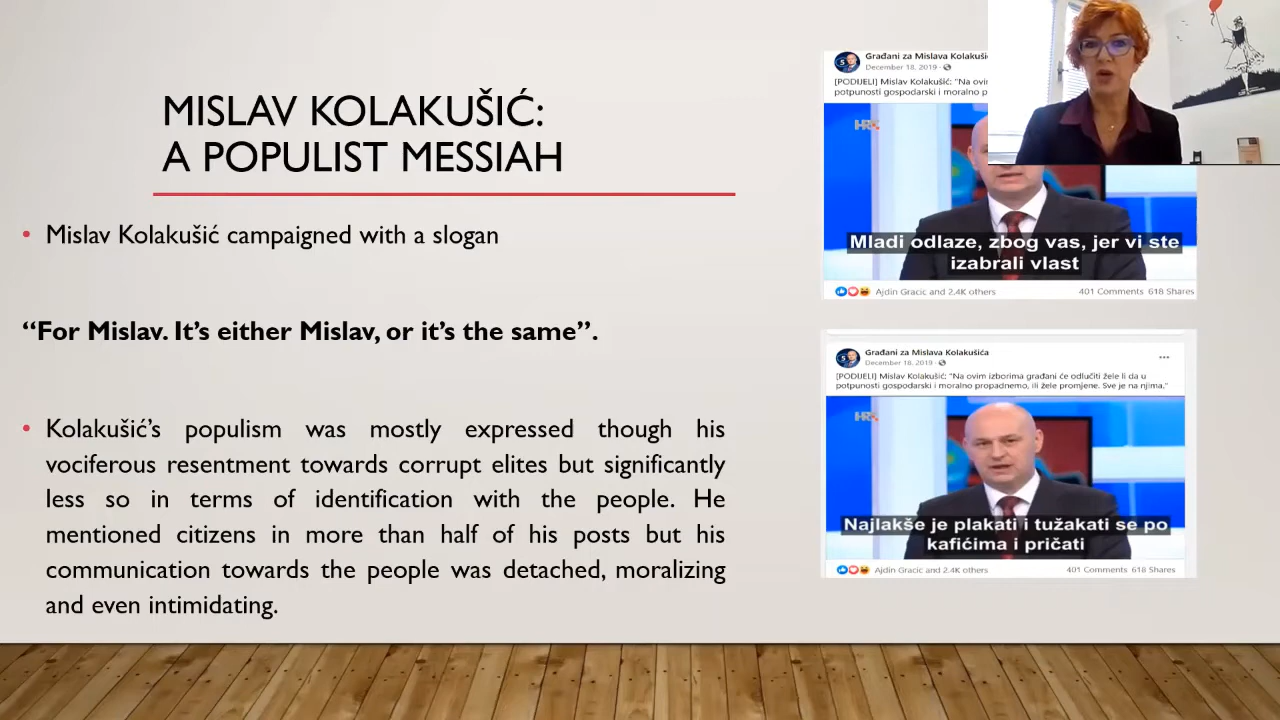 MISLAV KOLAKUŠIĆ:
A POPULIST MESSIAH
• Mislav Kolakušić campaigned with a slogan
“For Mislav. It’s either Mislav, or it’s the same”.
• Kolakušić’s populism was mostly expressed though his
vociferous resentment towards corrupt elites but significantly
less so in terms of identification with the people. He
mentioned citizens in more than half of his posts but his
communication towards the people was detached, moralizing
and even intimidating.
Građani za Mislava Kolakuši
December 18, 2019
[PODIJELI] Mislav Kolakušić: "Na ovi
potpunosti gospodarski i moralno p
HRT
Mladi odlaze, zbog vas, jer vi ste
izabrali vlast
Ajdin Gracic and 2.4K others 401 Comments 618 Shares
Građani za Mislava Kolakušića
December 18, 2019
[PODIJELI] Mislav Kolakušić: "Na ovim izborima građani će odlučiti žele li da u
potpunosti gospodarski i moralno propadnemo, ili žele promjene. Sve je na njima."
HRT
Najlakše je plakati i tužakati se po
kafićima i pričati
Ajdin Gracic and 2.4K others 401 Comments 618 Shares